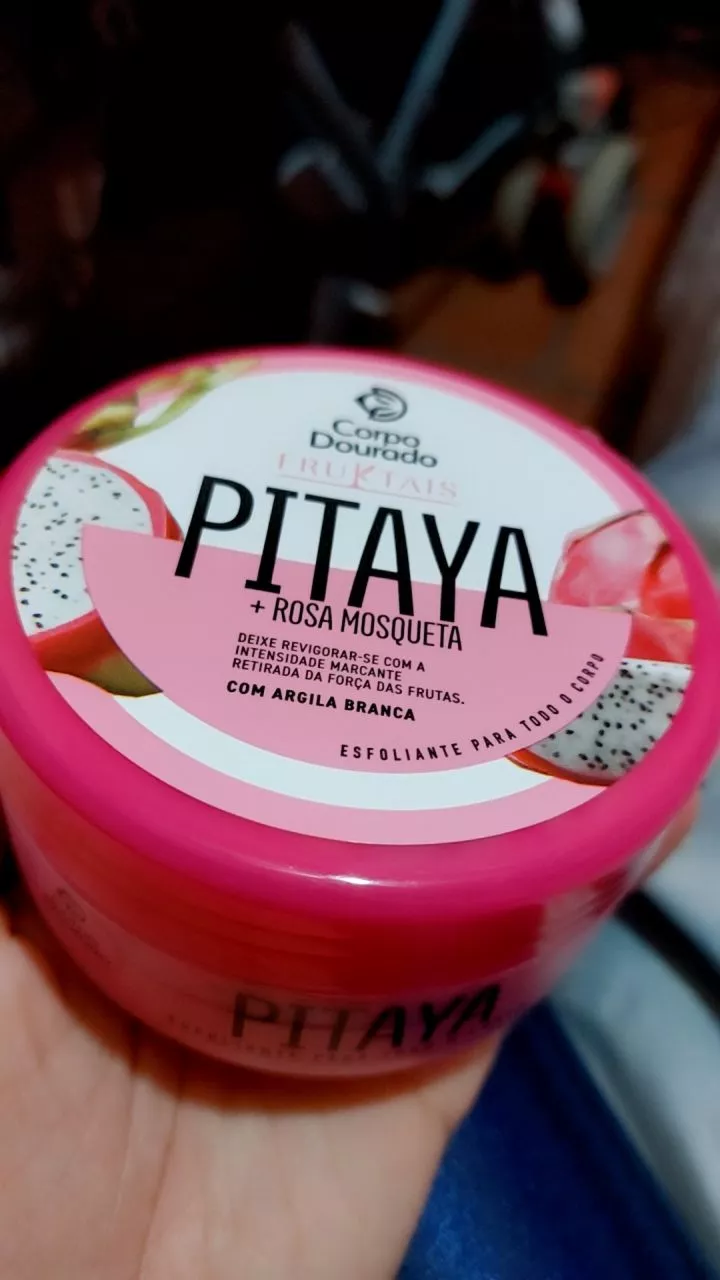 Corpo
Dourado
FRUKTAIS
PITAYA
+ ROSA MOSQUETA
DEIXE REVIGORAR-SE COM A
INTENSIDADE MARCANTE
RETIRADA DA FORÇA DAS FRUTAS.
COM ARGILA BRANCA
ESFOLIANTE PARA TODO O CORPO
PITAYA